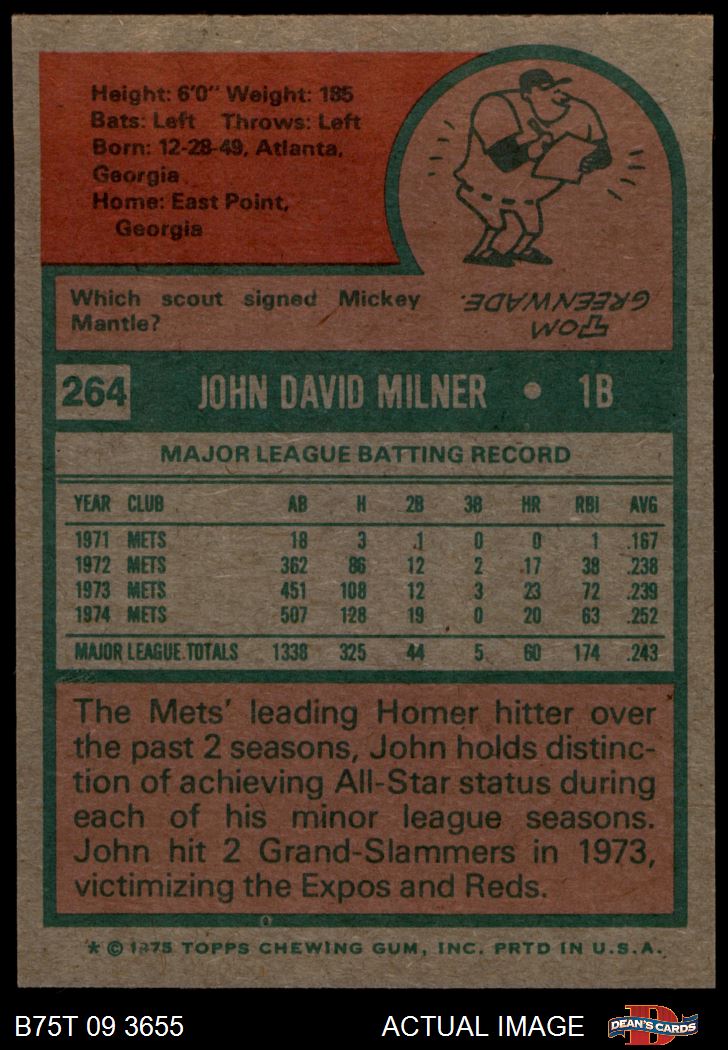 Height: 6'0" Weight: 185
Bats: Left Throws: Left
Born: 12-28-49, Atlanta,
Georgia
Home: East Point,
Georgia
Which scout signed Mickey
Mantle?
TOM
GREENWADE.
264 JOHN DAVID MILNER • 1B
MAJOR LEAGUE BATTING RECORD
YEAR CLUB AB H 2B 3B HR RBI AVG
1971 METS 18 3 1 0 0 1 .167
1972 METS 362 86 12 2 17 38 .238
1973 METS 451 108 12 3 23 72 .239
1974 METS 507 128 19 0 20 63 .252
MAJOR LEAGUE TOTALS 1338 325 44 5 60 174 .243
The Mets' leading Homer hitter over
the past 2 seasons, John holds distinc-
tion of achieving All-Star status during
each of his minor league seasons.
John hit 2 Grand-Slammers in 1973,
victimizing the Expos and Reds.
* © 1975 TOPPS CHEWING GUM, INC. PRTD IN U.S.A.
B75T 09 3655 ACTUAL IMAGE DEAN'S CARDS